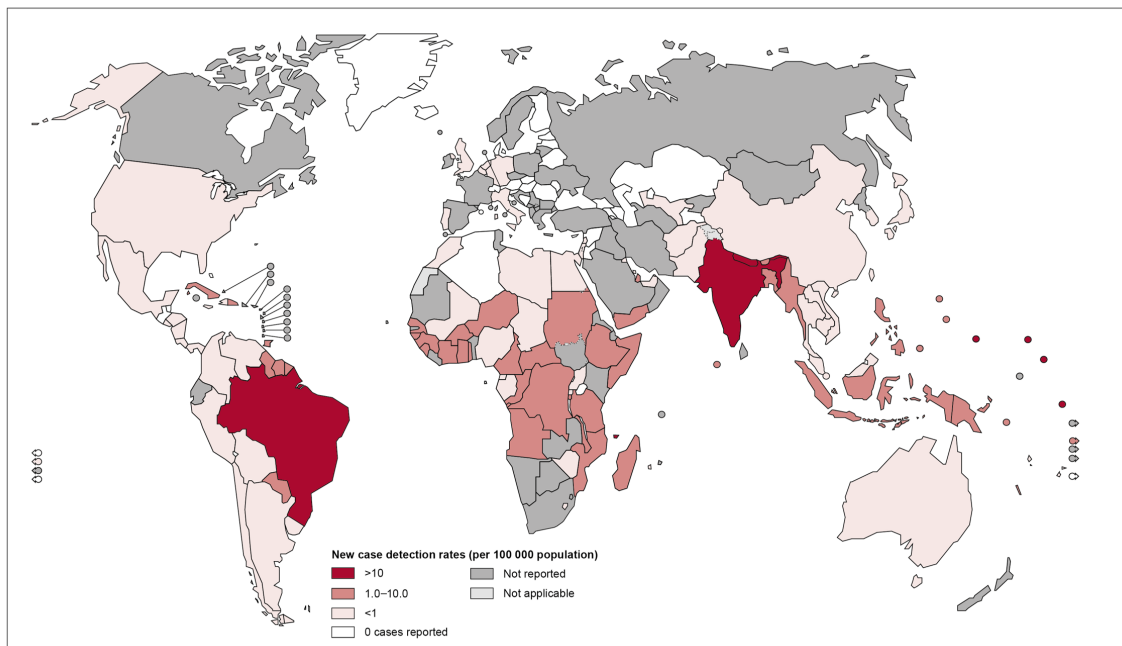 New case detection rates (per 100 000 population)
>10
1.0–10.0
<1
0 cases reported
Not reported
Not applicable